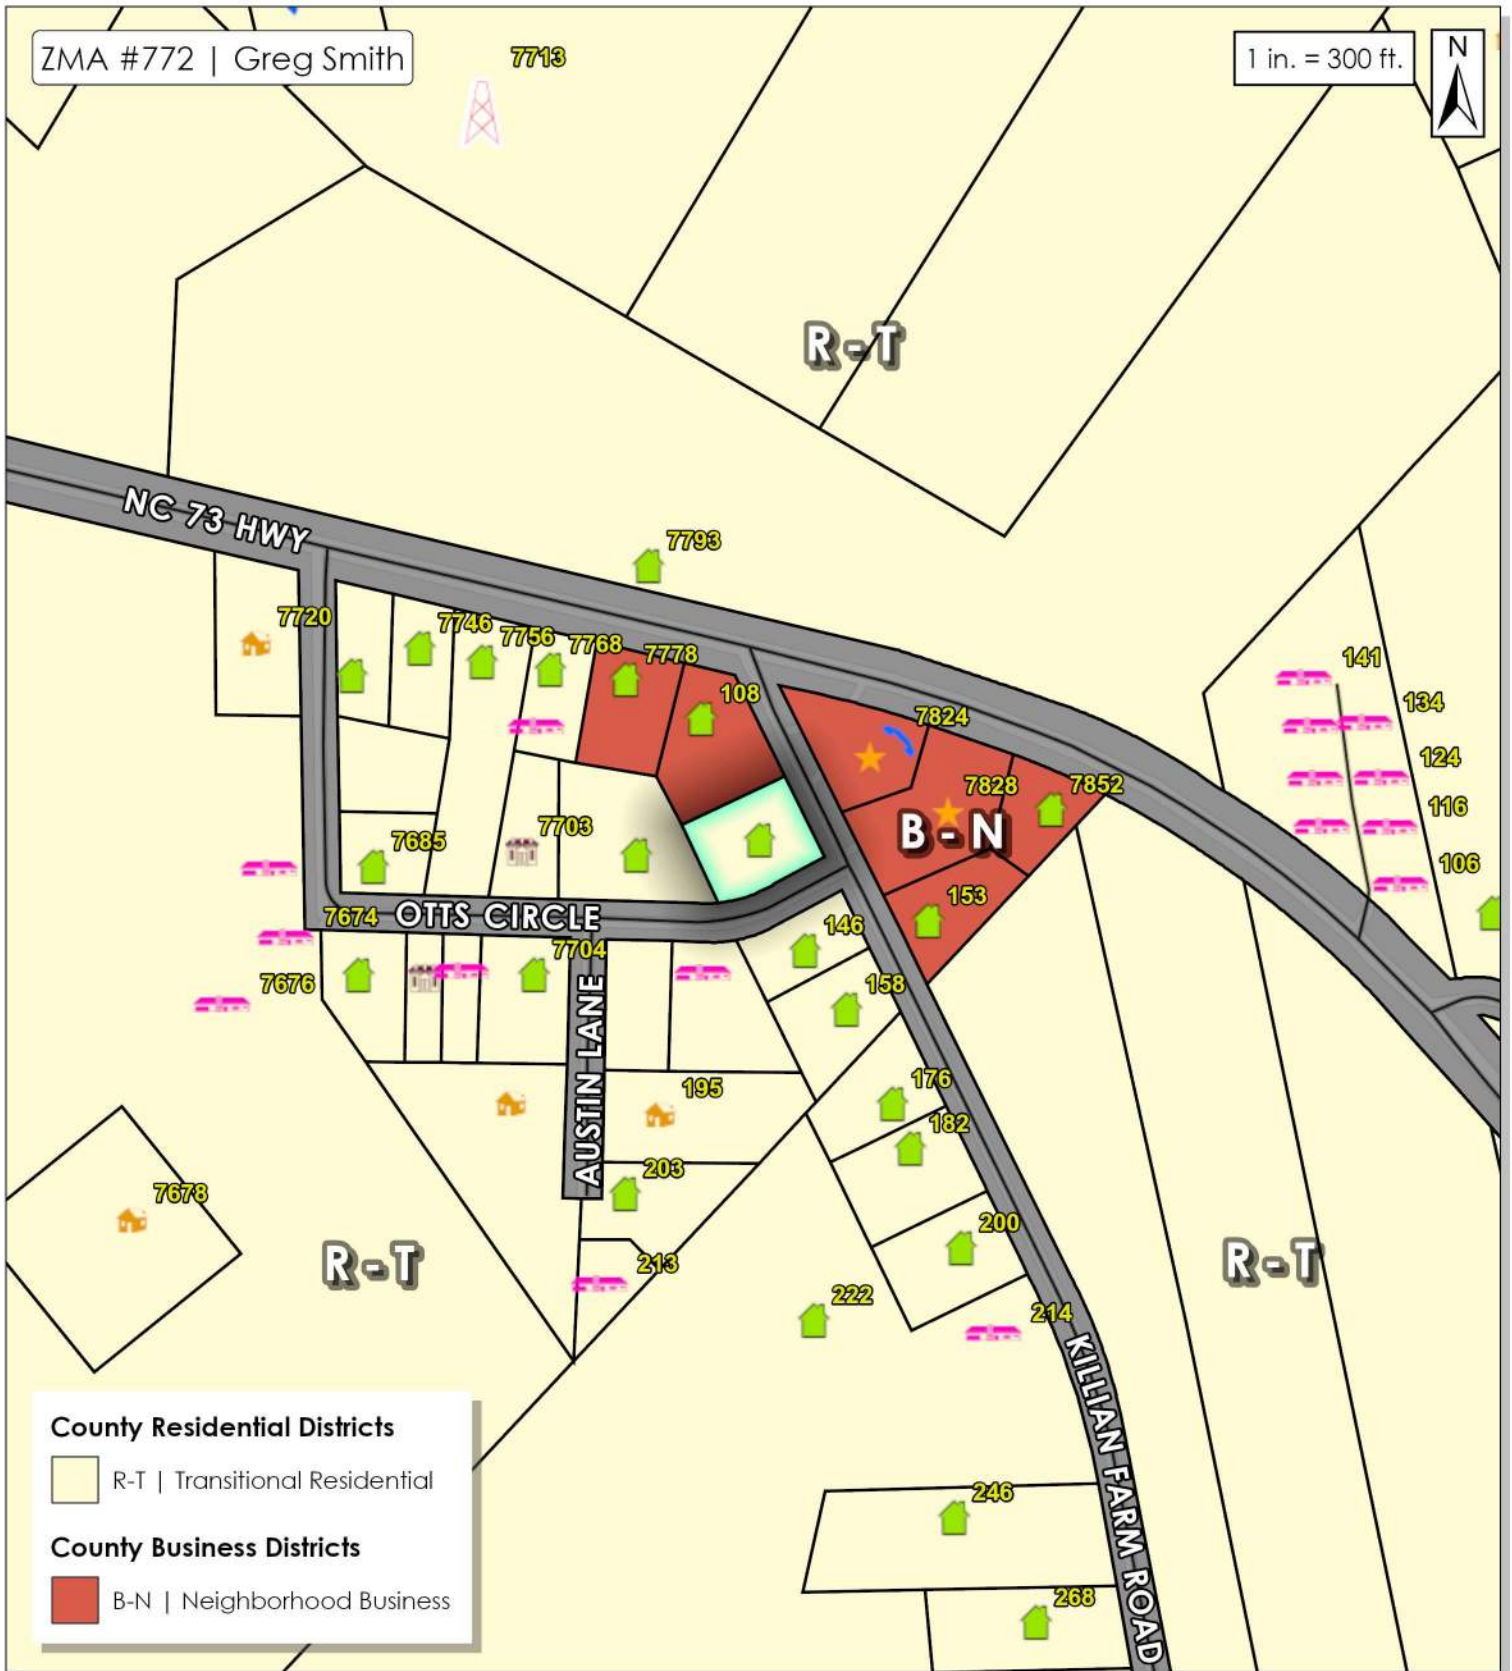 ZMA #772 | Greg Smith
7713
1 in. = 300 ft.
N
R-T
NC 73 HWY
7793
7720
7746
7756
7768
7778
108
141
134
7824
124
7828
7852
116
7703
B-N
7685
106
153
7674
OTTS CIRCLE
146
7704
7676
158
AUSTIN LANE
176
195
182
203
7678
200
R-T
213
R-T
222
214
KILLIAN FARM ROAD
County Residential Districts
R-T | Transitional Residential
246
County Business Districts
B-N | Neighborhood Business
268